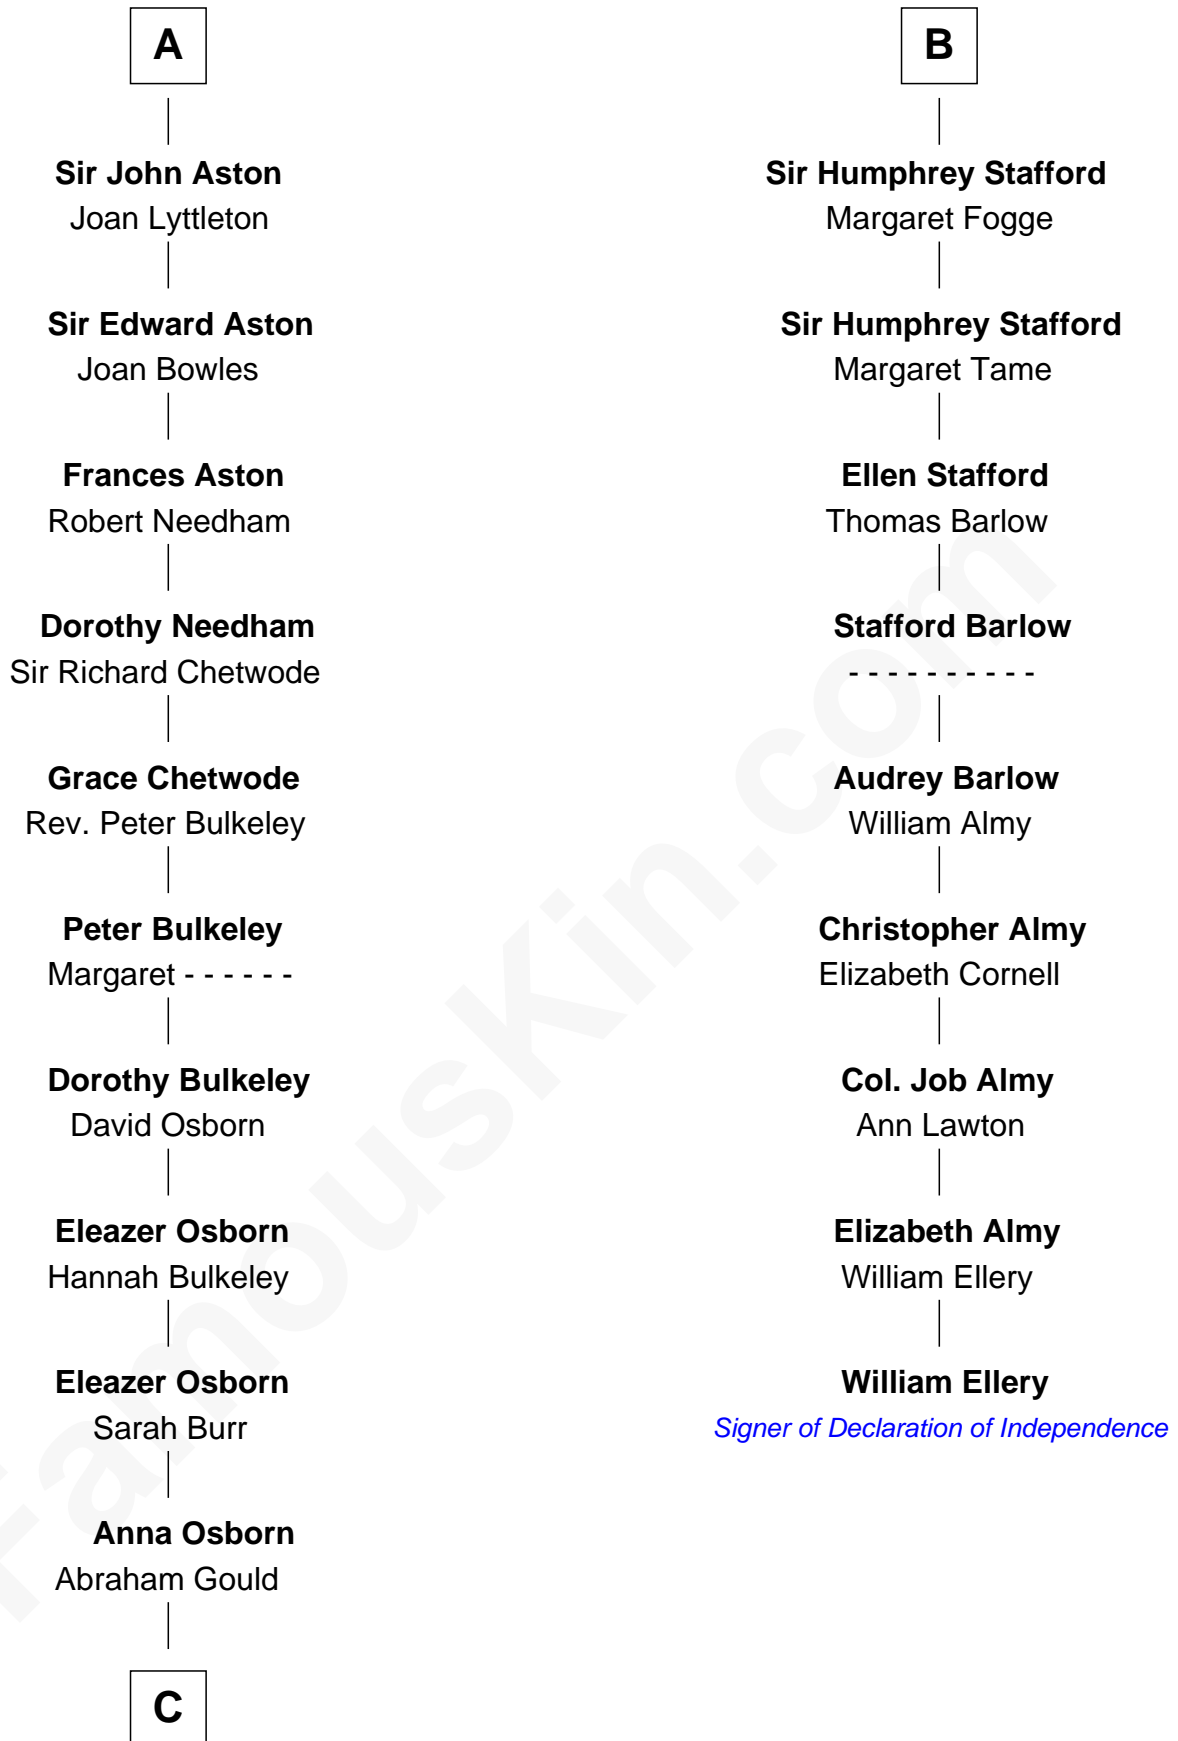 A
Sir John Aston
Joan Lyttleton
Sir Edward Aston
Joan Bowles
Frances Aston
Robert Needham
Dorothy Needham
Sir Richard Chetwode
Grace Chetwode
Rev. Peter Bulkeley
Peter Bulkeley
Margaret - - - - - -
Dorothy Bulkeley
David Osborn
Eleazer Osborn
Hannah Bulkeley
Eleazer Osborn
Sarah Burr
Anna Osborn
Abraham Gould
C
B
Sir Humphrey Stafford
Margaret Fogge
Sir Humphrey Stafford
Margaret Tame
Ellen Stafford
Thomas Barlow
Stafford Barlow
- - - - - - - - - -
Audrey Barlow
William Almy
Christopher Almy
Elizabeth Cornell
Col. Job Almy
Ann Lawton
Elizabeth Almy
William Ellery
William Ellery
Signer of Declaration of Independence
FamousKin.com